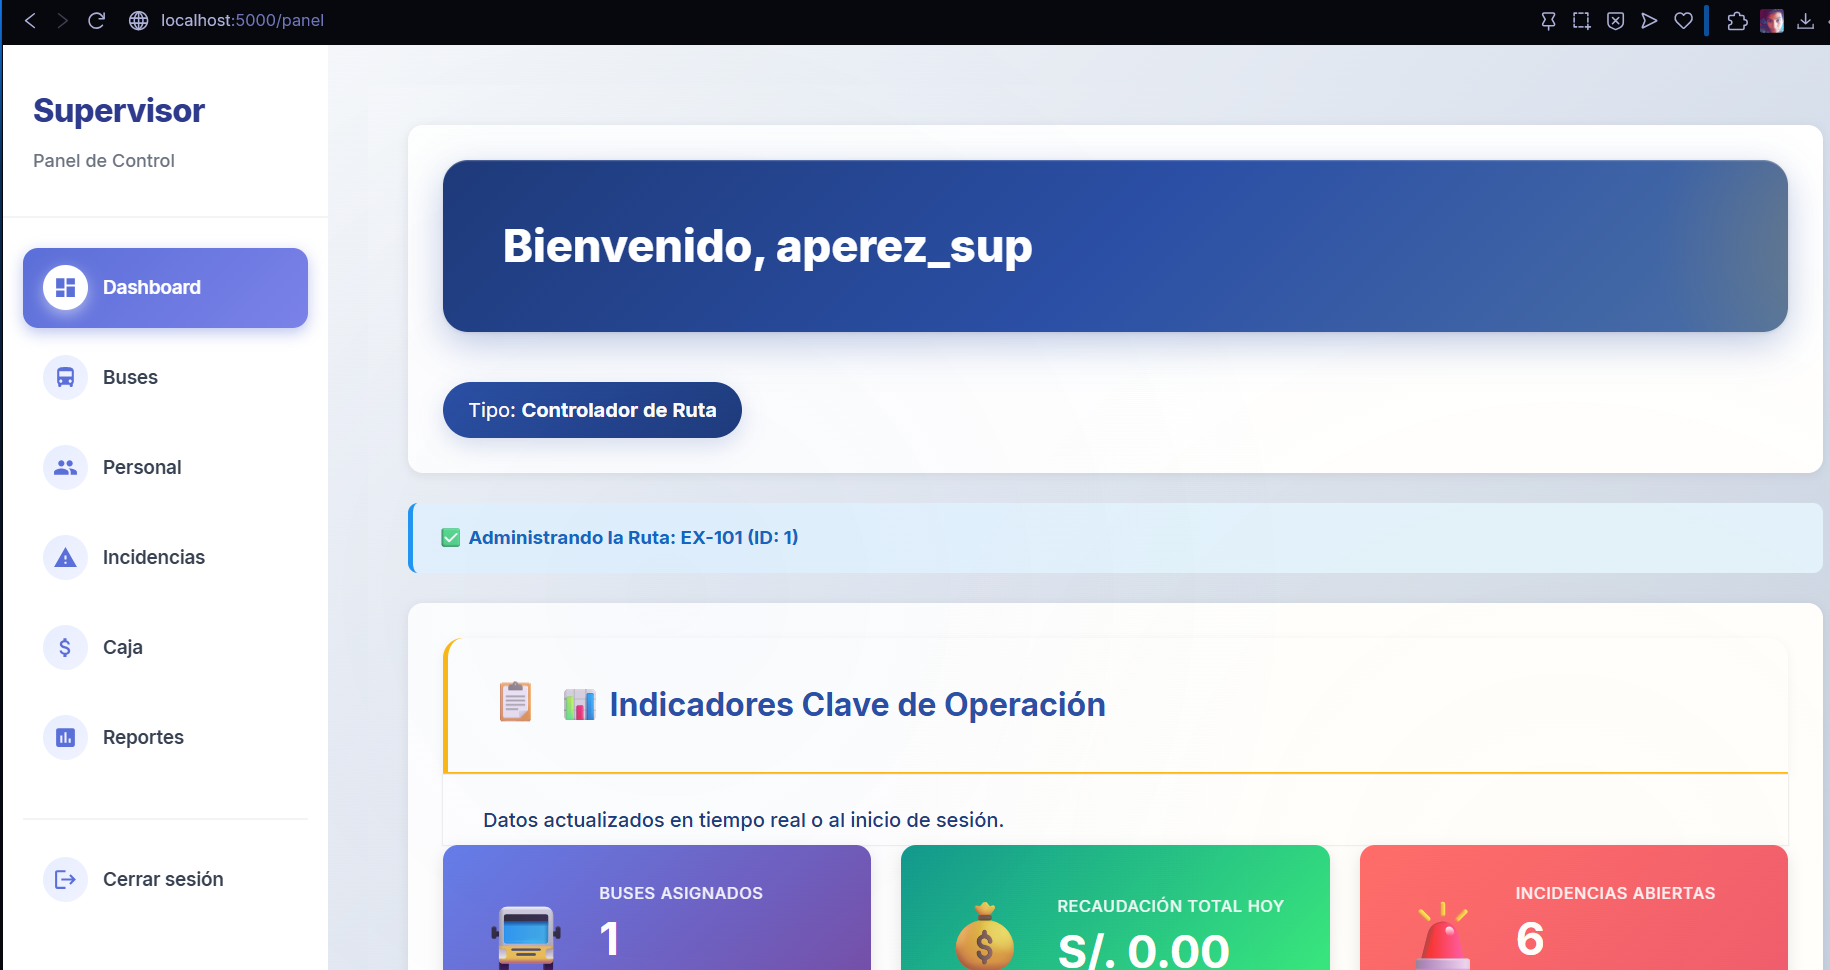 localhost:5000/panel
Supervisor
Panel de Control
Dashboard
Buses
Personal
Incidencias
Caja
Reportes
Cerrar sesión
Bienvenido, aperez_sup
Tipo: Controlador de Ruta
Administrando la Ruta: EX-101 (ID: 1)
Indicadores Clave de Operación
Datos actualizados en tiempo real o al inicio de sesión.
BUSES ASIGNADOS
1
RECAUDACIÓN TOTAL HOY
S/. 0.00
INCIDENCIAS ABIERTAS
6